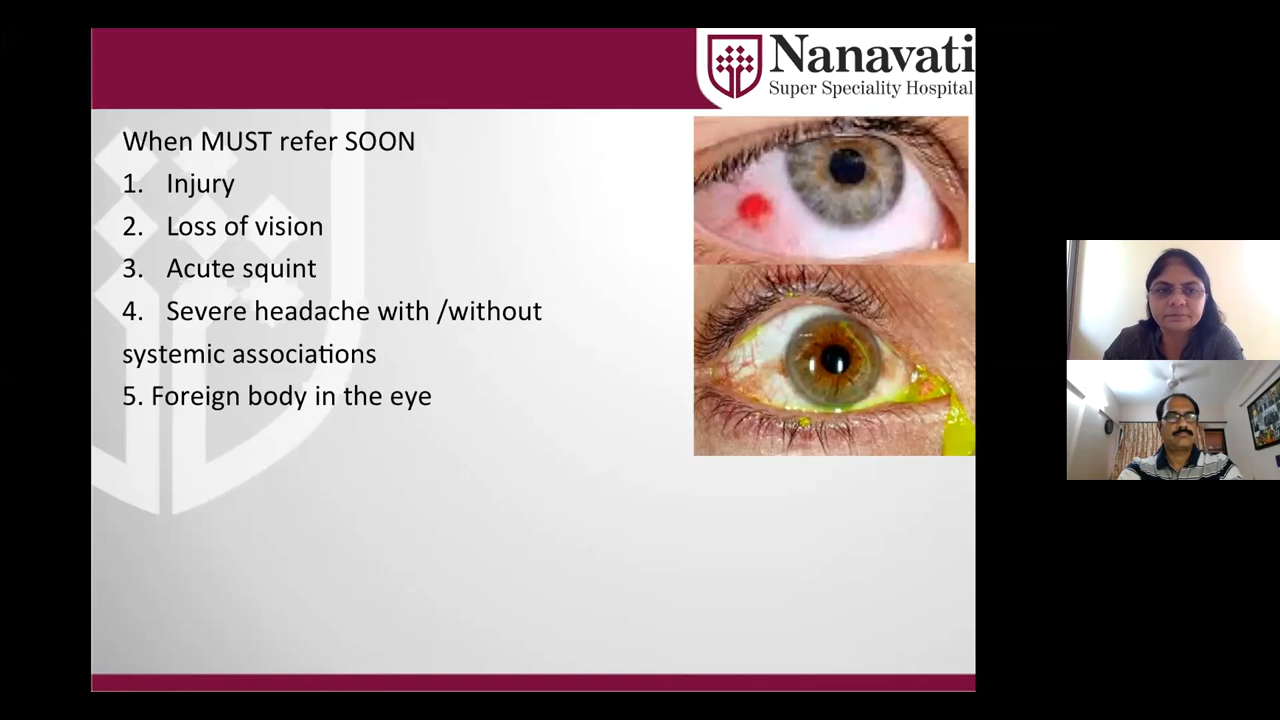 Nanavati
Super Speciality Hospital
When MUST refer SOON
1. Injury
2. Loss of vision
3. Acute squint
4. Severe headache with /without
systemic associations
5. Foreign body in the eye